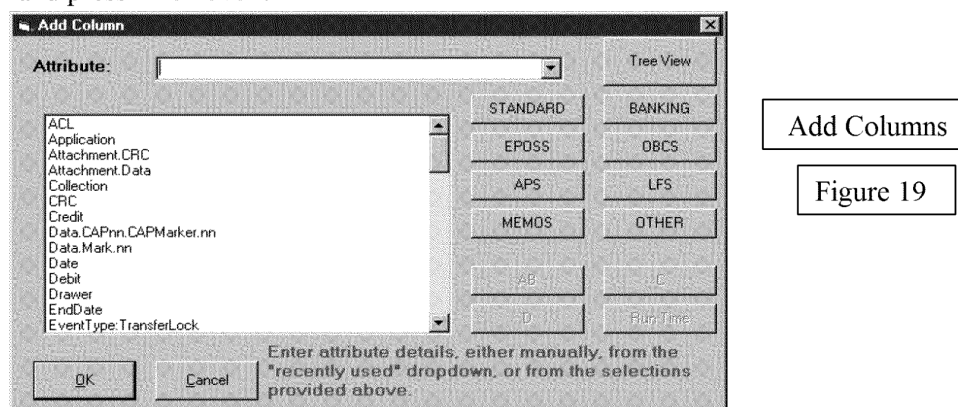 Add Column
Attribute:
Tree View
ACL
Application
Attachment.CRC
Attachment.Data
Collection
CRC
Credit
Data.CAPnn.CAPMarker.nn
Data.Mark.nn
Date
Debit
Drawer
EndDate
EventType:TransferLock
STANDARD
BANKING
EPOSS
OBCS
APS
LFS
MEMOS
OTHER
AB
C
D
Run Time
OK
Cancel
Enter attribute details, either manually, from the
"recently used" dropdown, or from the selections
provided above.
Add Columns
Figure 19